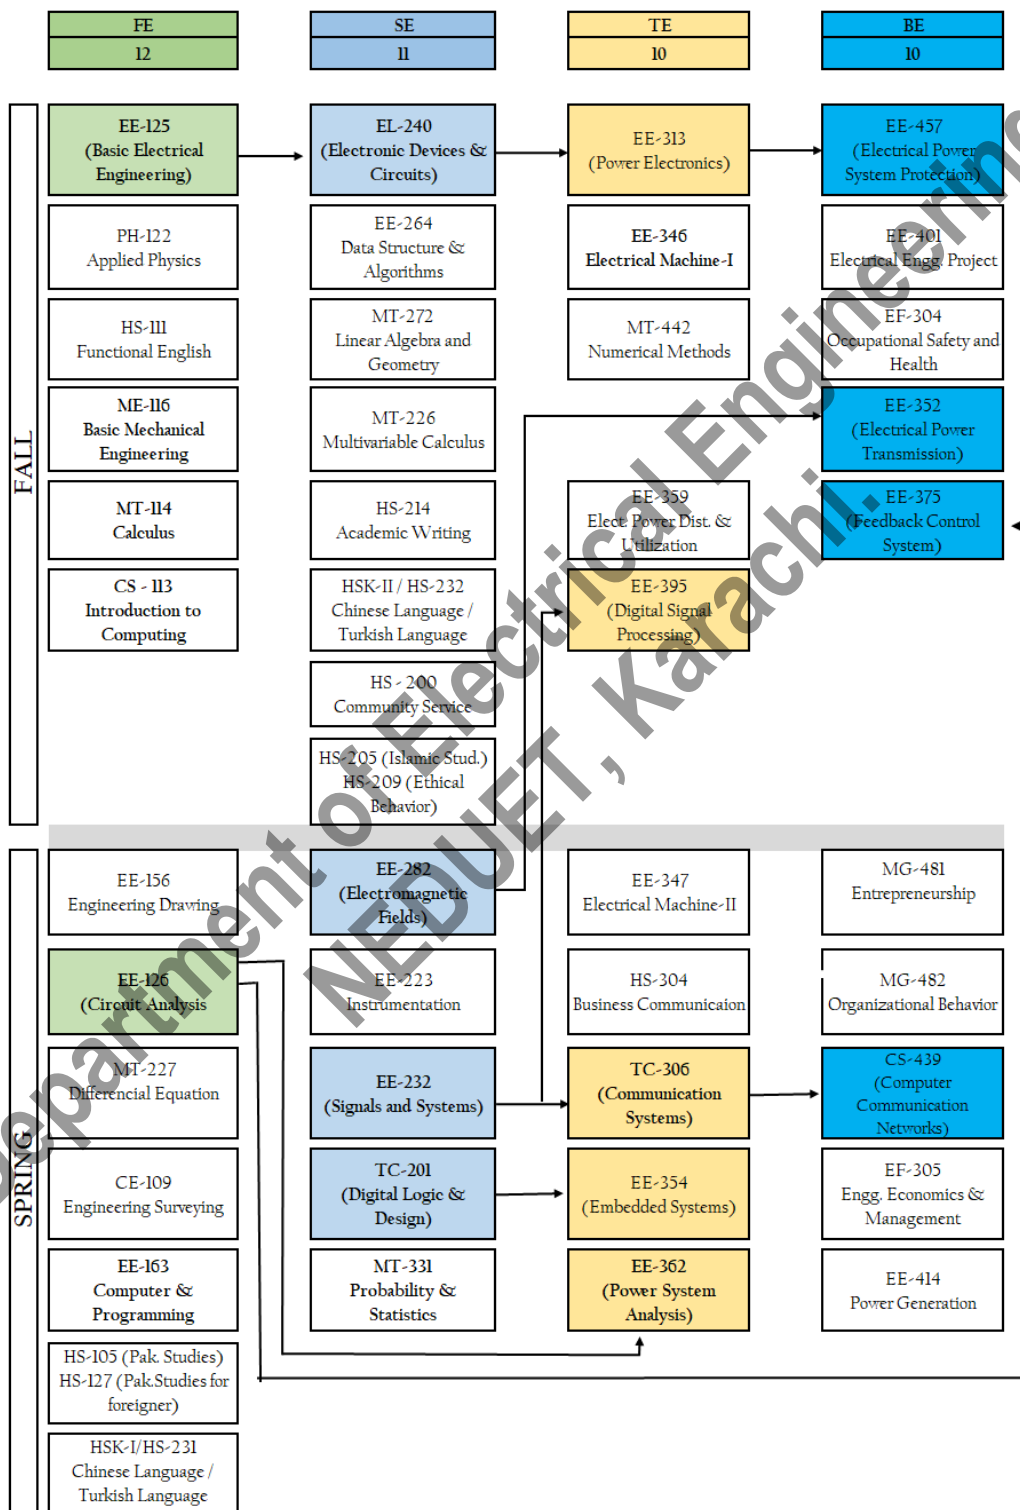 FE
12
SE
11
TE
10
BE
10
FALL
EE-125
(Basic Electrical
Engineering)
EL-240
(Electronic Devices &
Circuits)
EE-313
(Power Electronics)
EE-457
(Electrical Power
System Protection)
PH-122
Applied Physics
EE-264
Data Structure &
Algorithms
EE-346
Electrical Machine-I
EE-401
Electrical Engg. Project
HS-111
Functional English
MT-272
Linear Algebra and
Geometry
MT-442
Numerical Methods
EF-304
Occupational Safety and
Health
ME-116
Basic Mechanical
Engineering
MT-226
Multivariable Calculus
EE-352
(Electrical Power
Transmission)
MT-114
Calculus
HS-214
Academic Writing
EE-359
Elect. Power Dist. &
Utilization
EE-375
(Feedback Control
System)
CS - 113
Introduction to
Computing
HSK-II / HS-232
Chinese Language /
Turkish Language
EE-395
(Digital Signal
Processing)
HS - 200
Community Service
HS-205 (Islamic Stud.)
HS-209 (Ethical
Behavior)
SPRING
EE-156
Engineering Drawing
EE-282
(Electromagnetic
Fields)
EE-347
Electrical Machine-II
MG-481
Entrepreneurship
EE-126
(Circuit Analysis
EE-223
Instrumentation
HS-304
Business Communicaion
MG-482
Organizational Behavior
MT-227
Differencial Equation
EE-232
(Signals and Systems)
TC-306
(Communication
Systems)
CS-439
(Computer
Communication
Networks)
CE-109
Engineering Surveying
TC-201
(Digital Logic &
Design)
EE-354
(Embedded Systems)
EF-305
Engg. Economics &
Management
EE-163
Computer &
Programming
MT-331
Probability &
Statistics
EE-362
(Power System
Analysis)
EE-414
Power Generation
HS-105 (Pak. Studies)
HS-127 (Pak.Studies for
foreigner)
HSK-I/HS-231
Chinese Language /
Turkish Language
Department of Electrical Engineering
NEDUET, Karachi.